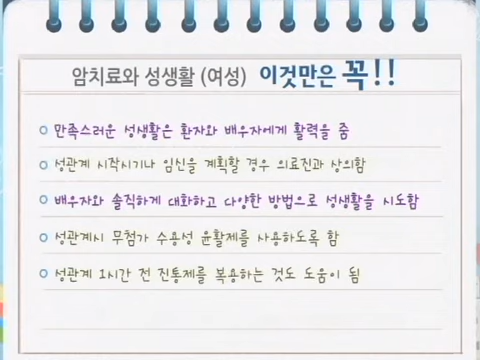 암치료와 성생활 (여성) 이것만은 꼭!!
만족스러운 성생활은 환자와 배우자에게 활력을 줌
성관계 시작시기나 임신을 계획할 경우 의료진과 상의함
배우자와 솔직하게 대화하고 다양한 방법으로 성생활을 시도함
성관계시 무첨가 수용성 윤활제를 사용하도록 함
성관계 1시간 전 진통제를 복용하는 것도 도움이 됨